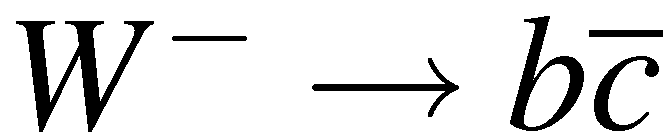 W⁻ → bc̅